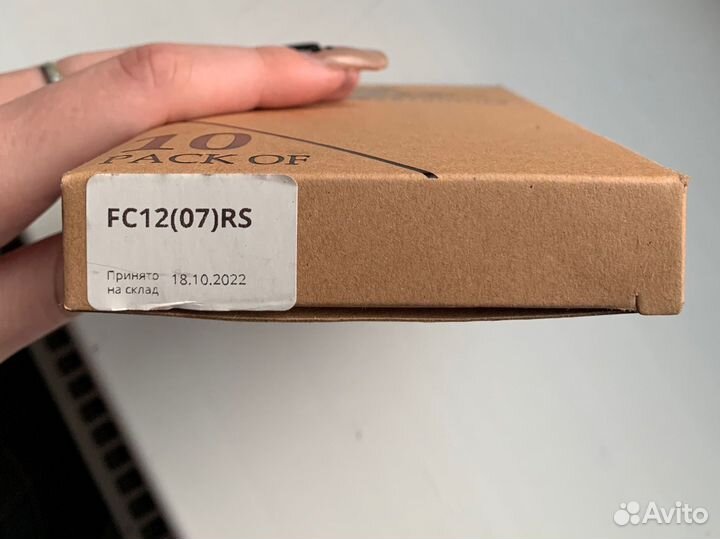 10
PACK OF
FC12(07)RS
Принято
на склад
18.10.2022
Avito